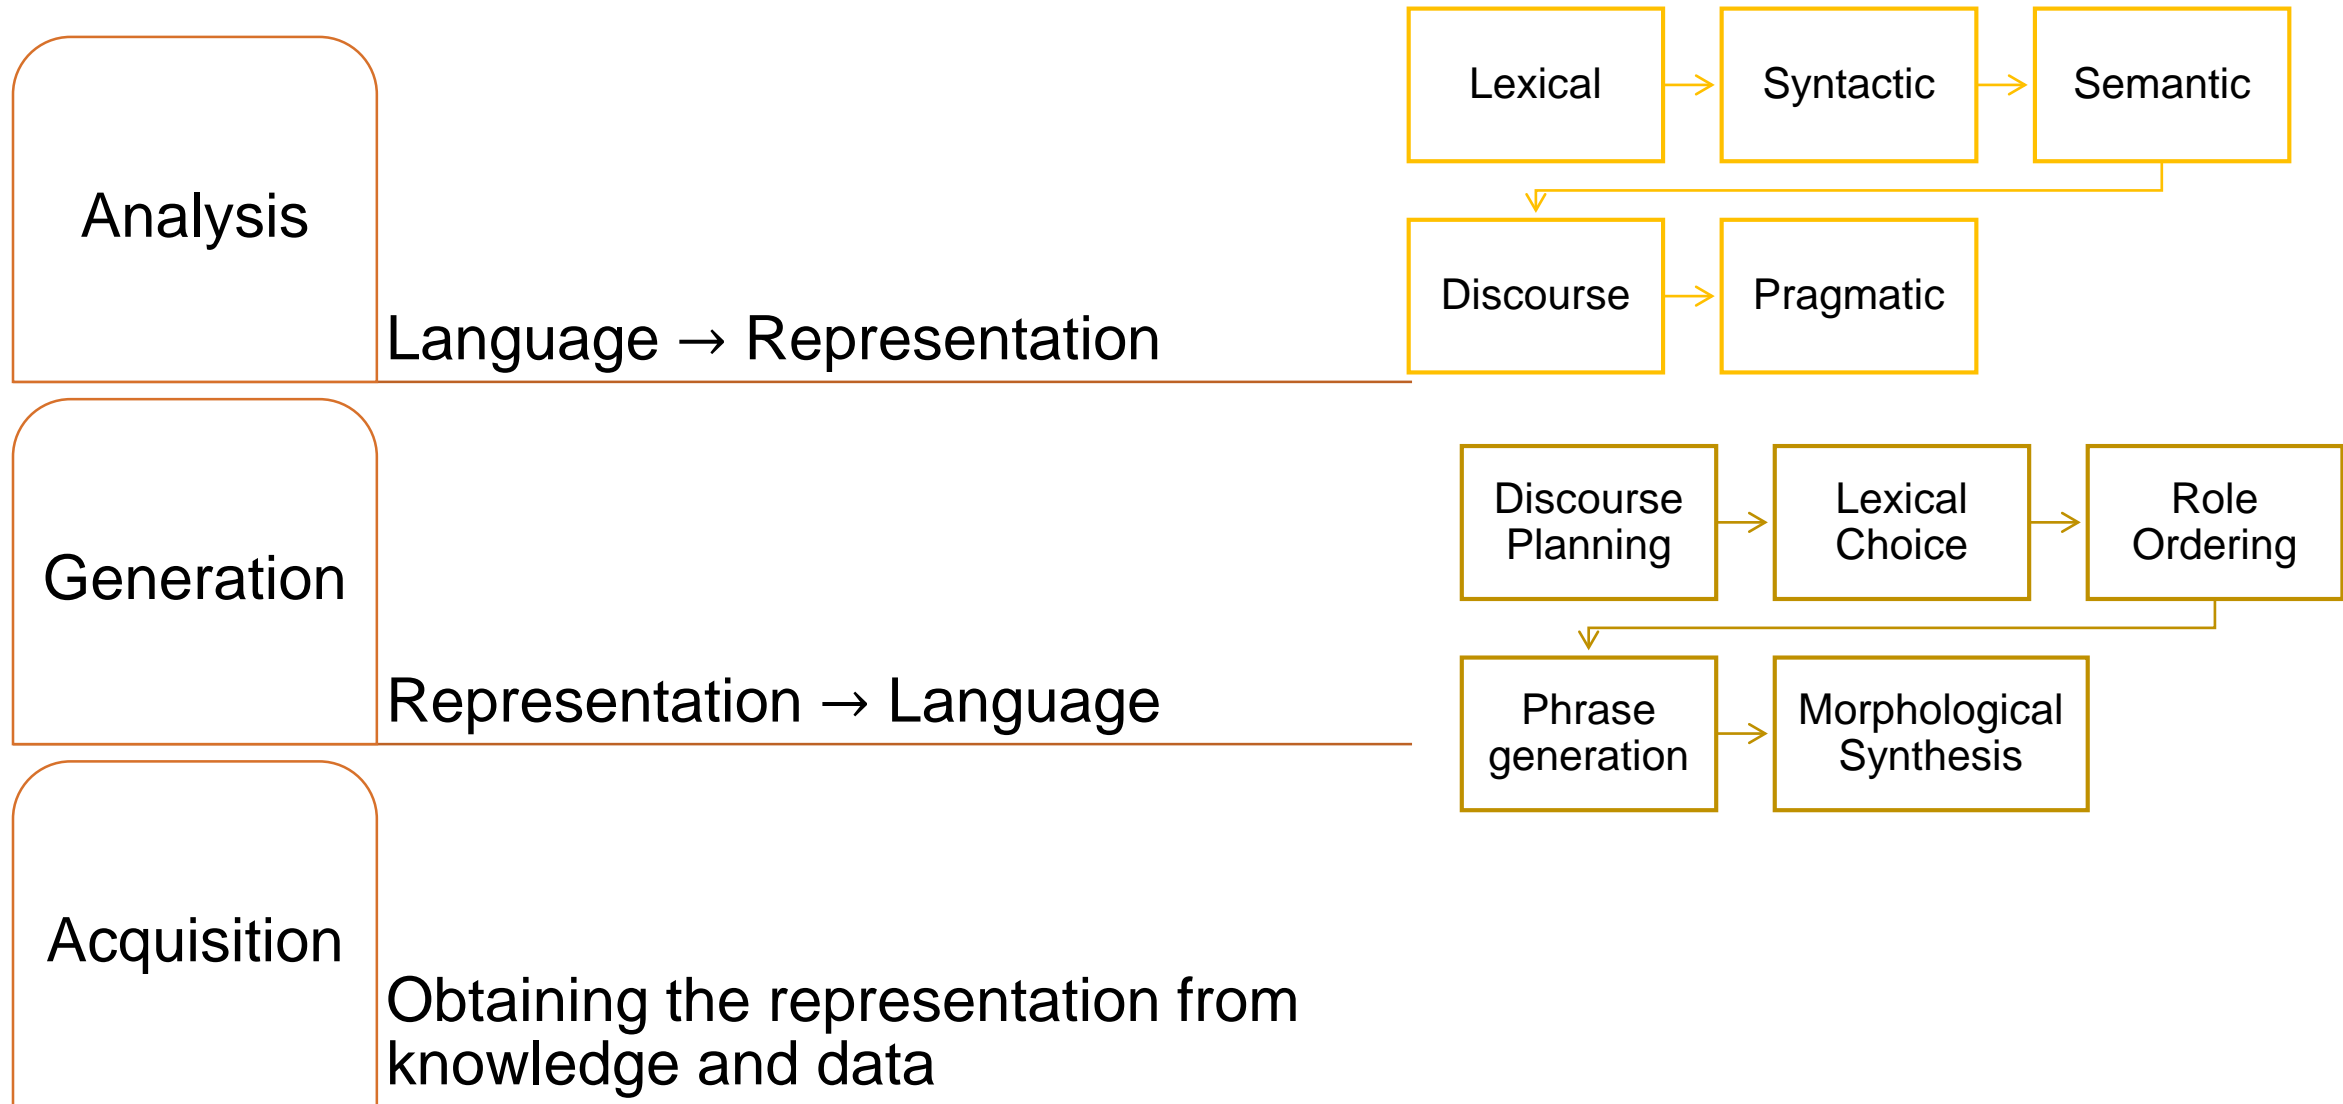 Analysis
Language → Representation
Lexical
Syntactic
Semantic
Discourse
Pragmatic
Generation
Representation → Language
Discourse
Planning
Lexical
Choice
Role
Ordering
Phrase
generation
Morphological
Synthesis
Acquisition
Obtaining the representation from
knowledge and data